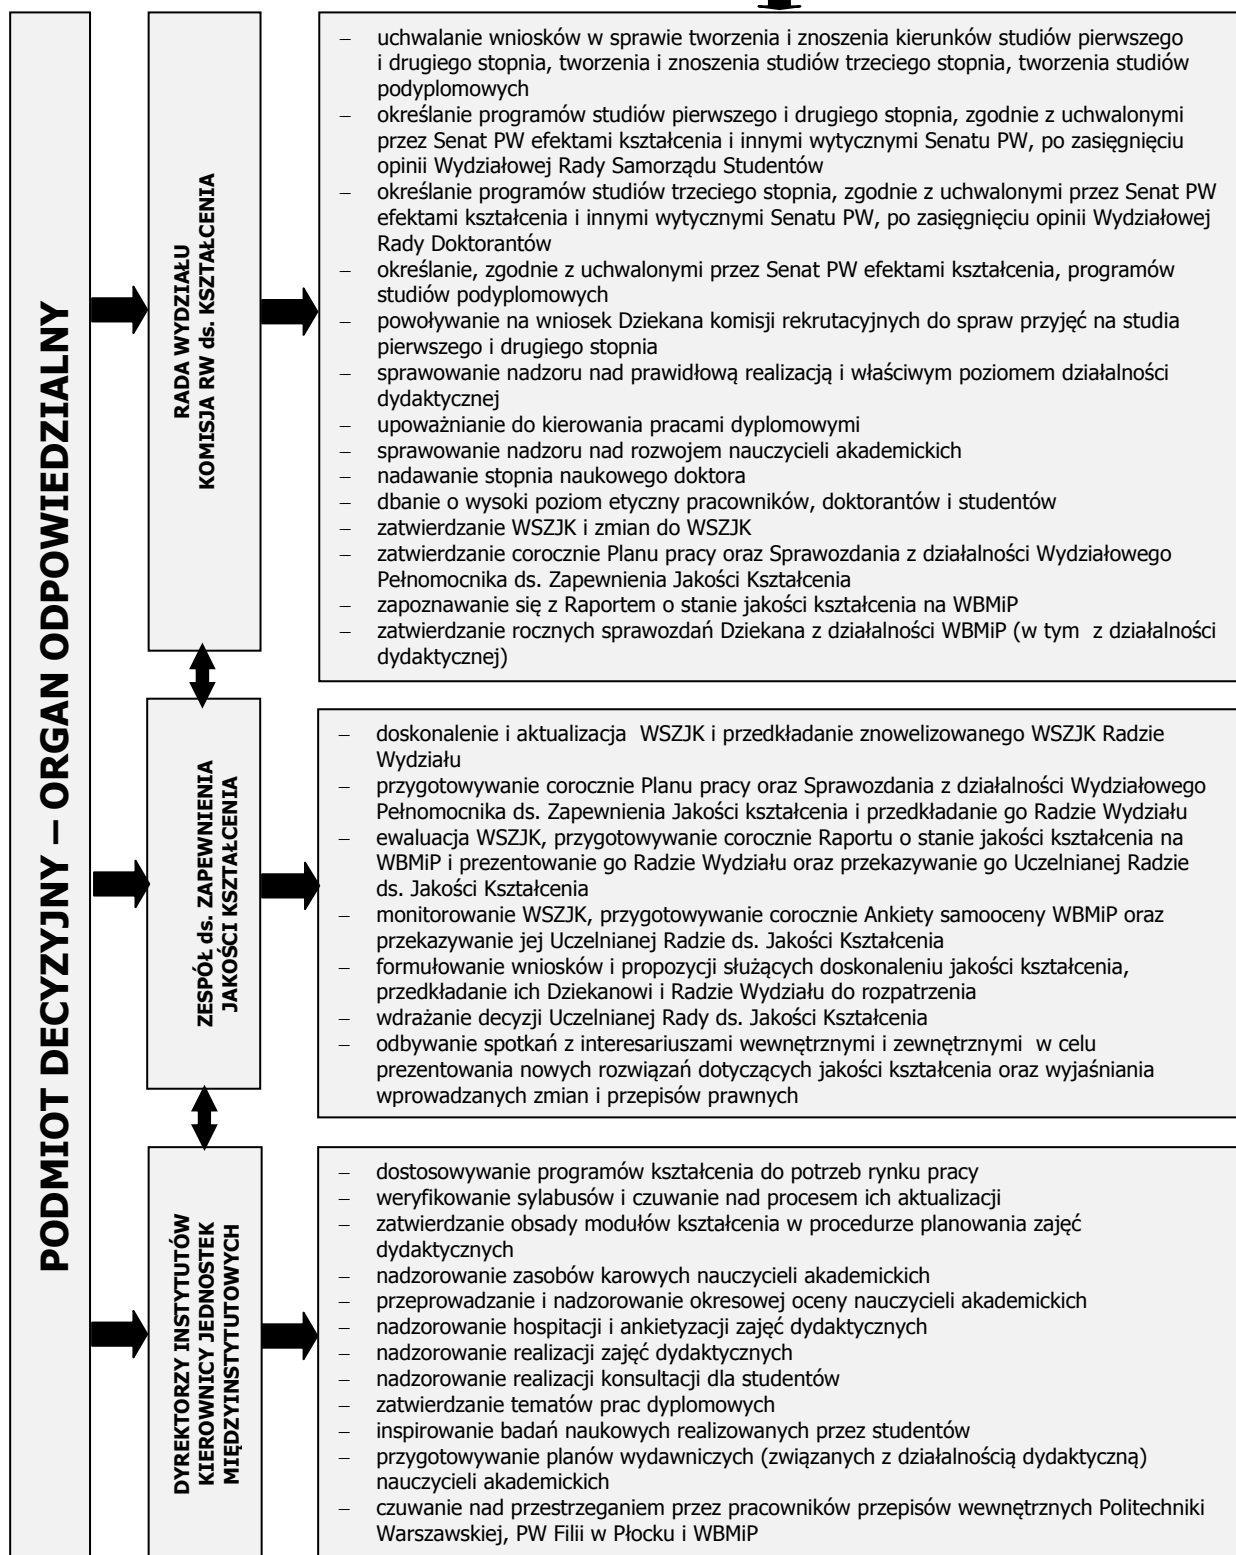 PODMIOT DECYZYJNY – ORGAN ODPOWIEDZIALNY
RADA WYDZIAŁU
KOMISJA RW ds. KSZTAŁCENIA
– uchwalanie wniosków w sprawie tworzenia i znoszenia kierunków studiów pierwszego
i drugiego stopnia, tworzenia i znoszenia studiów trzeciego stopnia, tworzenia studiów
podyplomowych
– określanie programów studiów pierwszego i drugiego stopnia, zgodnie z uchwalonymi
przez Senat PW efektami kształcenia i innymi wytycznymi Senatu PW, po zasięgnięciu
opinii Wydziałowej Rady Samorządu Studentów
– określanie programów studiów trzeciego stopnia, zgodnie z uchwalonymi przez Senat PW
efektami kształcenia i innymi wytycznymi Senatu PW, po zasięgnięciu opinii Wydziałowej
Rady Doktorantów
– określanie, zgodnie z uchwalonymi przez Senat PW efektami kształcenia, programów
studiów podyplomowych
– powoływanie na wniosek Dziekana komisji rekrutacyjnych do spraw przyjęć na studia
pierwszego i drugiego stopnia
– sprawowanie nadzoru nad prawidłową realizacją i właściwym poziomem działalności
dydaktycznej
– upoważnianie do kierowania pracami dyplomowymi
– sprawowanie nadzoru nad rozwojem nauczycieli akademickich
– nadawanie stopnia naukowego doktora
– dbanie o wysoki poziom etyczny pracowników, doktorantów i studentów
– zatwierdzanie WSZJK i zmian do WSZJK
– zatwierdzanie corocznie Planu pracy oraz Sprawozdania z działalności Wydziałowego
Pełnomocnika ds. Zapewnienia Jakości Kształcenia
– zapoznawanie się z Raportem o stanie jakości kształcenia na WBMiP
– zatwierdzanie rocznych sprawozdań Dziekana z działalności WBMiP (w tym z działalności
dydaktycznej)
ZESPÓŁ ds. ZAPEWNIENIA
JAKOŚCI KSZTAŁCENIA
– doskonalenie i aktualizacja WSZJK i przedkładanie znowelizowanego WSZJK Radzie
Wydziału
– przygotowywanie corocznie Planu pracy oraz Sprawozdania z działalności Wydziałowego
Pełnomocnika ds. Zapewnienia Jakości kształcenia i przedkładanie go Radzie Wydziału
– ewaluacja WSZJK, przygotowywanie corocznie Raportu o stanie jakości kształcenia na
WBMiP i prezentowanie go Radzie Wydziału oraz przekazywanie go Uczelnianej Radzie
ds. Jakości Kształcenia
– monitorowanie WSZJK, przygotowywanie corocznie Ankiety samooceny WBMiP oraz
przekazywanie jej Uczelnianej Radzie ds. Jakości Kształcenia
– formułowanie wniosków i propozycji służących doskonaleniu jakości kształcenia,
przedkładanie ich Dziekanowi i Radzie Wydziału do rozpatrzenia
– wdrażanie decyzji Uczelnianej Rady ds. Jakości Kształcenia
– odbywanie spotkań z interesariuszami wewnętrznymi i zewnętrznymi w celu
prezentowania nowych rozwiązań dotyczących jakości kształcenia oraz wyjaśniania
wprowadzanych zmian i przepisów prawnych
DYREKTORZY INSTYTUTÓW
KIEROWNICY JEDNOSTEK
MIĘDZYINSTYTUTOWYCH
– dostosowywanie programów kształcenia do potrzeb rynku pracy
– weryfikowanie sylabusów i czuwanie nad procesem ich aktualizacji
– zatwierdzanie obsady modułów kształcenia w procedurze planowania zajęć
dydaktycznych
– nadzorowanie zasobów karowych nauczycieli akademickich
– przeprowadzanie i nadzorowanie okresowej oceny nauczycieli akademickich
– nadzorowanie hospitacji i ankietyzacji zajęć dydaktycznych
– nadzorowanie realizacji zajęć dydaktycznych
– nadzorowanie realizacji konsultacji dla studentów
– zatwierdzanie tematów prac dyplomowych
– inspirowanie badań naukowych realizowanych przez studentów
– przygotowywanie planów wydawniczych (związanych z działalnością dydaktyczną)
nauczycieli akademickich
– czuwanie nad przestrzeganiem przez pracowników przepisów wewnętrznych Politechniki
Warszawskiej, PW Filii w Płocku i WBMiP